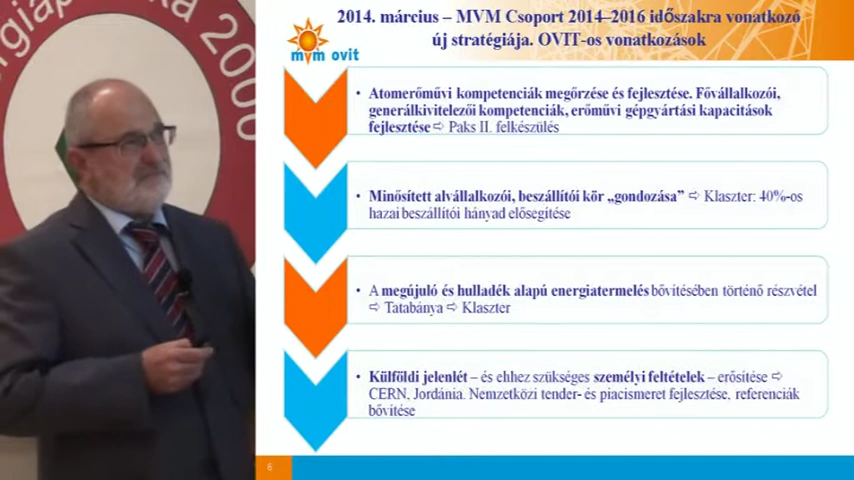 2014. március – MVM Csoport 2014–2016 időszakra vonatkozó
új stratégiája. OVIT-os vonatkozások
mvm ovit
• Atomerőművi kompetenciák megőrzése és fejlesztése. Fővállalkozói,
generálkivitelezői kompetenciák, erőművi gépgyártási kapacitások
fejlesztése ⇨ Paks II. felkészülés
• Minősített alvállalkozói, beszállítói kör „gondozása” ⇨ Klaszter: 40%-os
hazai beszállítói hányad elősegítése
• A megújuló és hulladék alapú energiatermelés bővítésében történő részvétel
⇨ Tatabánya ⇨ Klaszter
• Külföldi jelenlét – és ehhez szükséges személyi feltételek – erősítése ⇨
CERN, Jordánia. Nemzetközi tender- és piacismeret fejlesztése, referenciák
bővítése
6